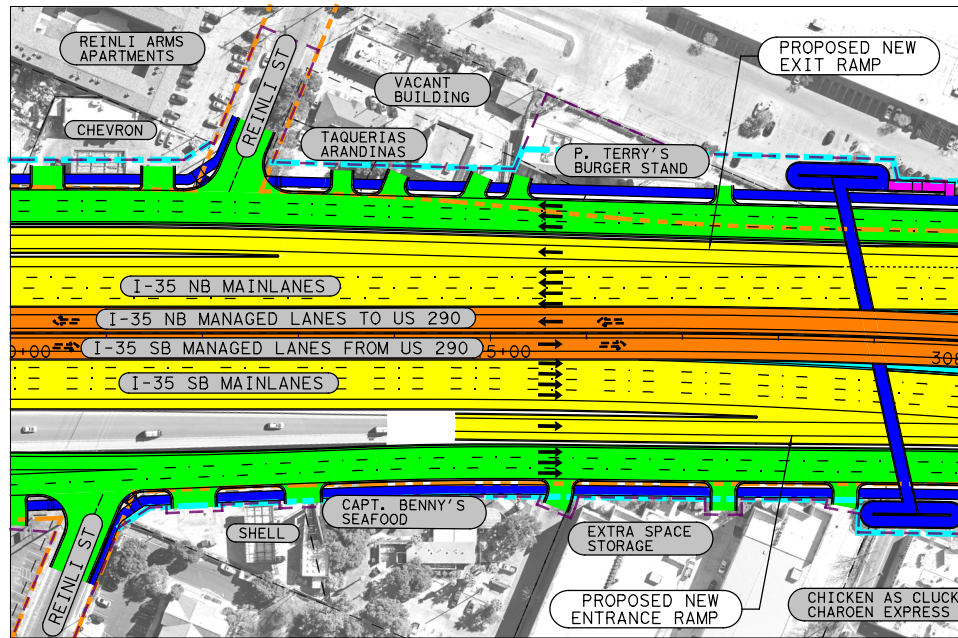 REINLI ARMS
APARTMENTS
REINLI ST
PROPOSED NEW
EXIT RAMP
VACANT
BUILDING
CHEVRON
TAQUERIAS
ARANDINAS
P. TERRY'S
BURGER STAND
I-35 NB MAINLANES
I-35 NB MANAGED LANES TO US 290
I-35 SB MANAGED LANES FROM US 290
0+00
5+00
308
I-35 SB MAINLANES
CAPT. BENNY'S
SEAFOOD
SHELL
EXTRA SPACE
STORAGE
REINLI ST
PROPOSED NEW
ENTRANCE RAMP
CHICKEN AS CLUCK
CHAROEN EXPRESS